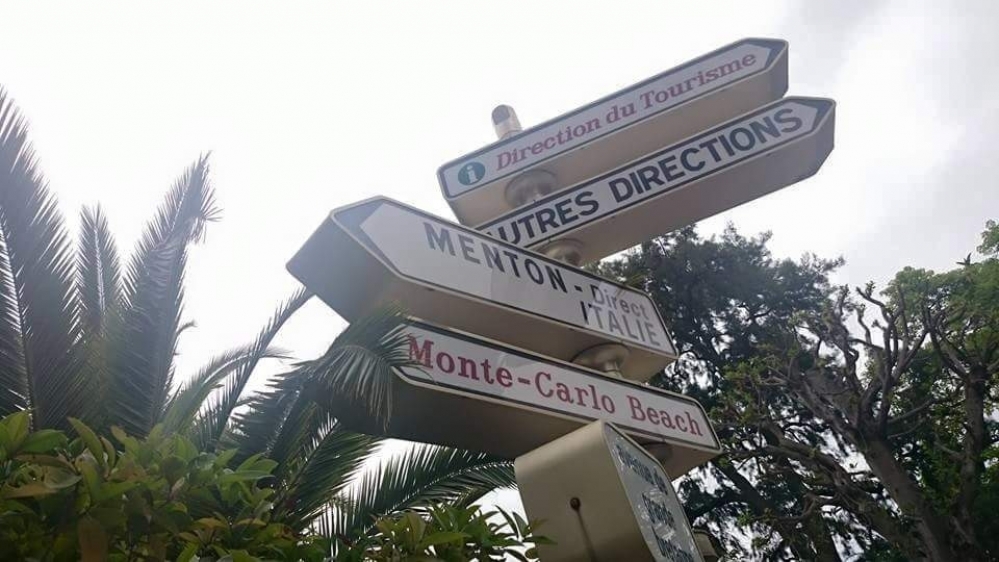 i Direction du Tourisme
AUTRES DIRECTIONS
MENTON - Direct
ITALIE
Monte-Carlo Beach